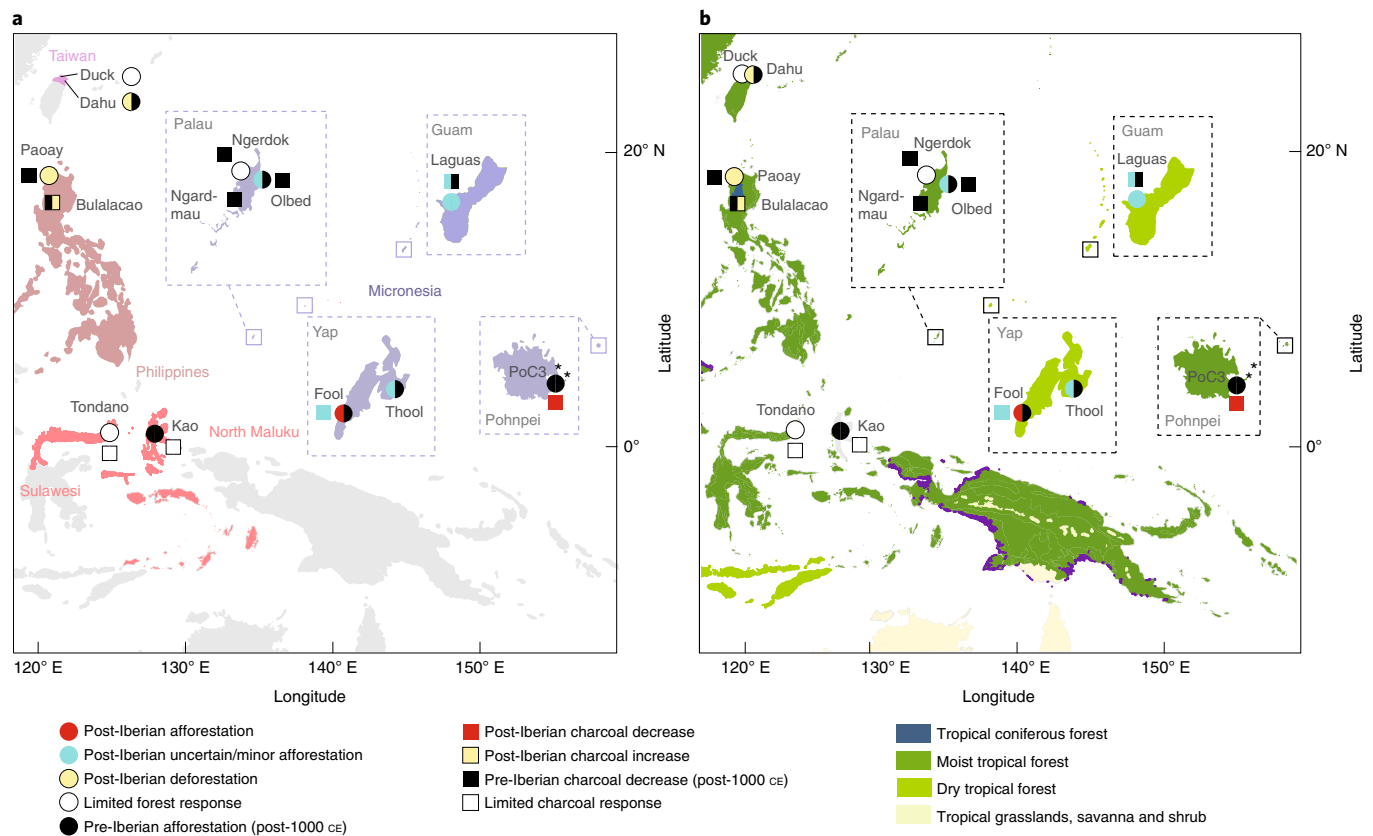 a
Taiwan
Duck
Dahu
Paoay
Bulalacao
Palau
Ngerdok
Ngard-
mau
Olbed
Guam
Laguas
Micronesia
Yap
Fool
Thool
PoC3
*
*
Pohnpei
Philippines
Tondano
Kao
North Maluku
Sulawesi
20° N
0°
Latitude
120° E
130° E
140° E
150° E
Longitude
b
Duck
Dahu
Paoay
Bulalacao
Palau
Ngerdok
Ngard-
mau
Olbed
Guam
Laguas
Yap
Fool
Thool
PoC3
*
*
Pohnpei
Tondano
Kao
20° N
0°
Latitude
120° E
130° E
140° E
150° E
Longitude
Post-Iberian afforestation
Post-Iberian uncertain/minor afforestation
Post-Iberian deforestation
Limited forest response
Pre-Iberian afforestation (post-1000 CE)
Post-Iberian charcoal decrease
Post-Iberian charcoal increase
Pre-Iberian charcoal decrease (post-1000 CE)
Limited charcoal response
Tropical coniferous forest
Moist tropical forest
Dry tropical forest
Tropical grasslands, savanna and shrub